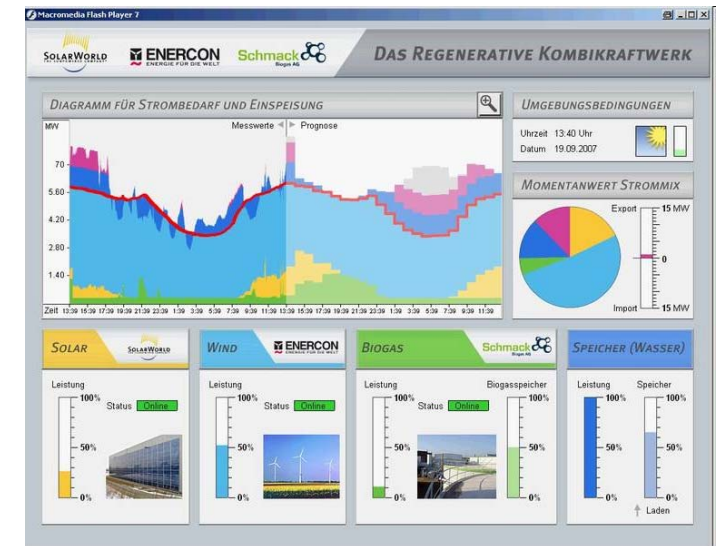 Macromedia Flash Player 7
SOLARWORLD
ENERCON
ENERGIE FÜR DIE WELT
Schmack
Biogas AG
DAS REGENERATIVE KOMBIKRAFTWERK
DIAGRAMM FÜR STROMBEDARF UND EINSPEISUNG
MW
Messwerte
Prognose
70
5.60
4.20
2.80
1.40
Zeit 13:39 15:39 17:39 19:39 21:39 23:39 1:39 3:39 5:39 7:39 9:39 11:39 13:39 15:39 17:39 19:39 21:39 23:39 1:39 3:39 5:39 7:39 9:39 11:39
UMGEBUNGSBEDINGUNGEN
Uhrzeit 13:40 Uhr
Datum 19.09.2007
MOMENTANWERT STROMMIX
Export 15 MW
0
Import 15 MW
SOLAR
SOLARWORLD
Leistung
100%
Status Online
50%
0%
WIND
ENERCON
ENERGIE FÜR DIE WELT
Leistung
100%
Status Online
50%
0%
BIOGAS
Schmack
Biogas AG
Leistung Biogasspeicher
100% 100%
Status Online
50% 50%
0% 0%
SPEICHER (WASSER)
Leistung Speicher
100% 100%
50% 50%
0% 0%
Laden